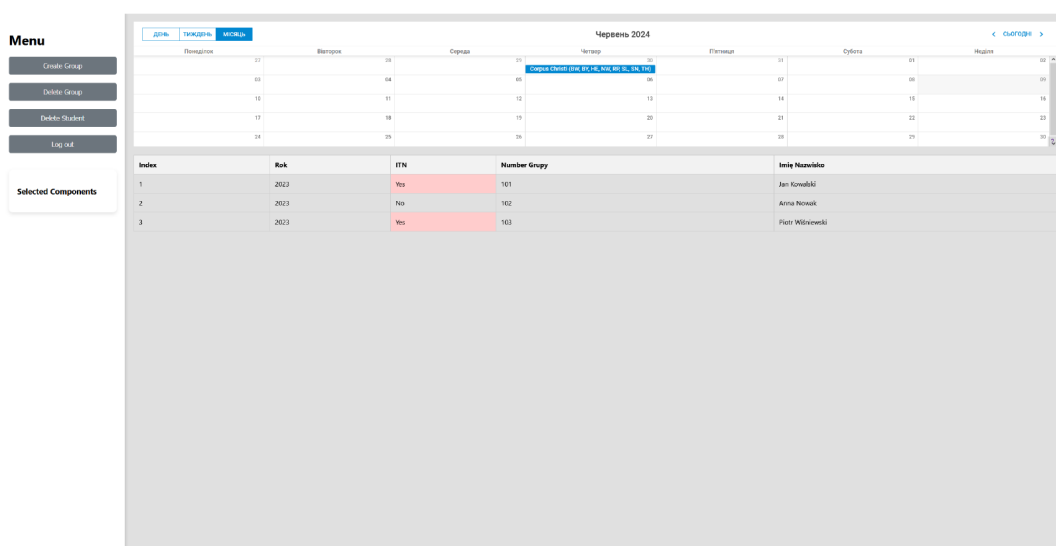 Menu
Create Group
Delete Group
Delete Student
Log out
Selected Components
ДЕНЬ ТИЖДЕНЬ МІСЯЦЬ
Червень 2024
СЬОГОДНІ
Понеділок Вівторок Середа Четвер П'ятниця Субота Неділя
27 28 29 30 31 01 02
Corpus Christi (BW, BY, HE, NW, RP, SL, SN, TH)
03 04 05 06 07 08 09
10 11 12 13 14 15 16
17 18 19 20 21 22 23
24 25 26 27 28 29 30
Index Rok ITN Number Grupy Imię Nazwisko
1 2023 Yes 101 Jan Kowalski
2 2023 No 102 Anna Nowak
3 2023 Yes 103 Piotr Wiśniewski